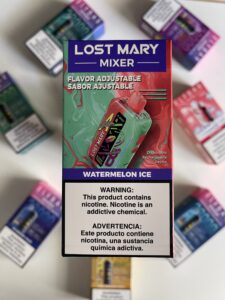 LOST MARY
MIXER
FLAVOR ADJUSTABLE
SABOR AJUSTABLE
WATERMELON ICE
WARNING:
This product contains
nicotine. Nicotine is an
addictive chemical.
ADVERTENCIA:
Este producto contiene
nicotina, una sustancia
química adictiva.